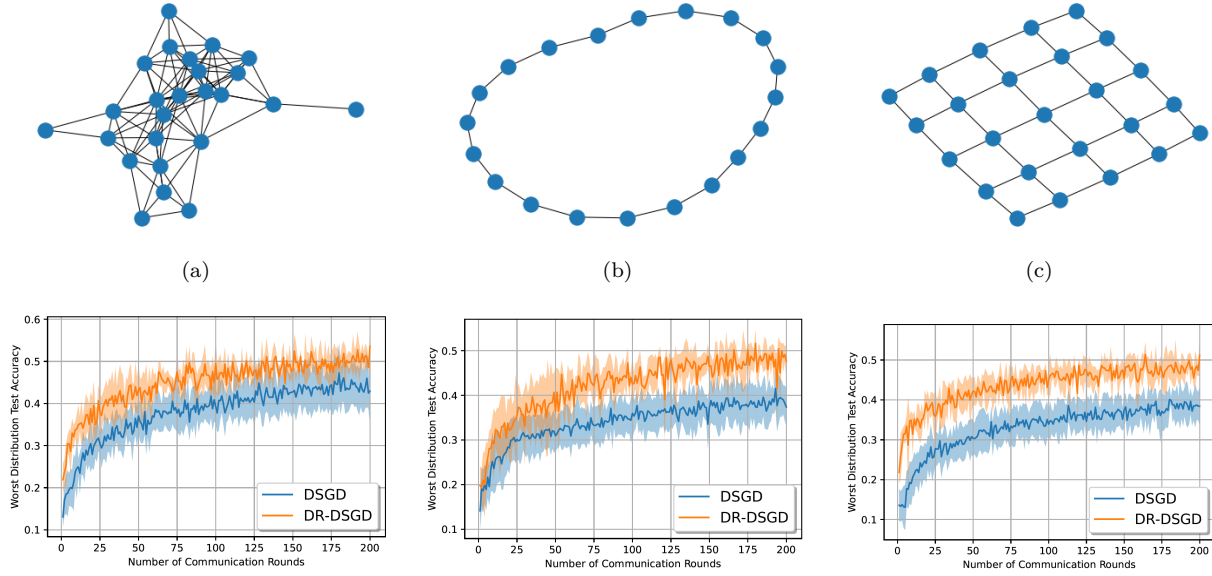 (a)
(b)
(c)
Worst Distribution Test Accuracy
0.6
0.5
0.4
0.3
0.2
0.1
DSGD
DR-DSGD
0 25 50 75 100 125 150 175 200
Number of Communication Rounds
Worst Distribution Test Accuracy
0.5
0.4
0.3
0.2
0.1
DSGD
DR-DSGD
0 25 50 75 100 125 150 175 200
Number of Communication Rounds
Worst Distribution Test Accuracy
0.5
0.4
0.3
0.2
0.1
DSGD
DR-DSGD
0 25 50 75 100 125 150 175 200
Number of Communication Rounds